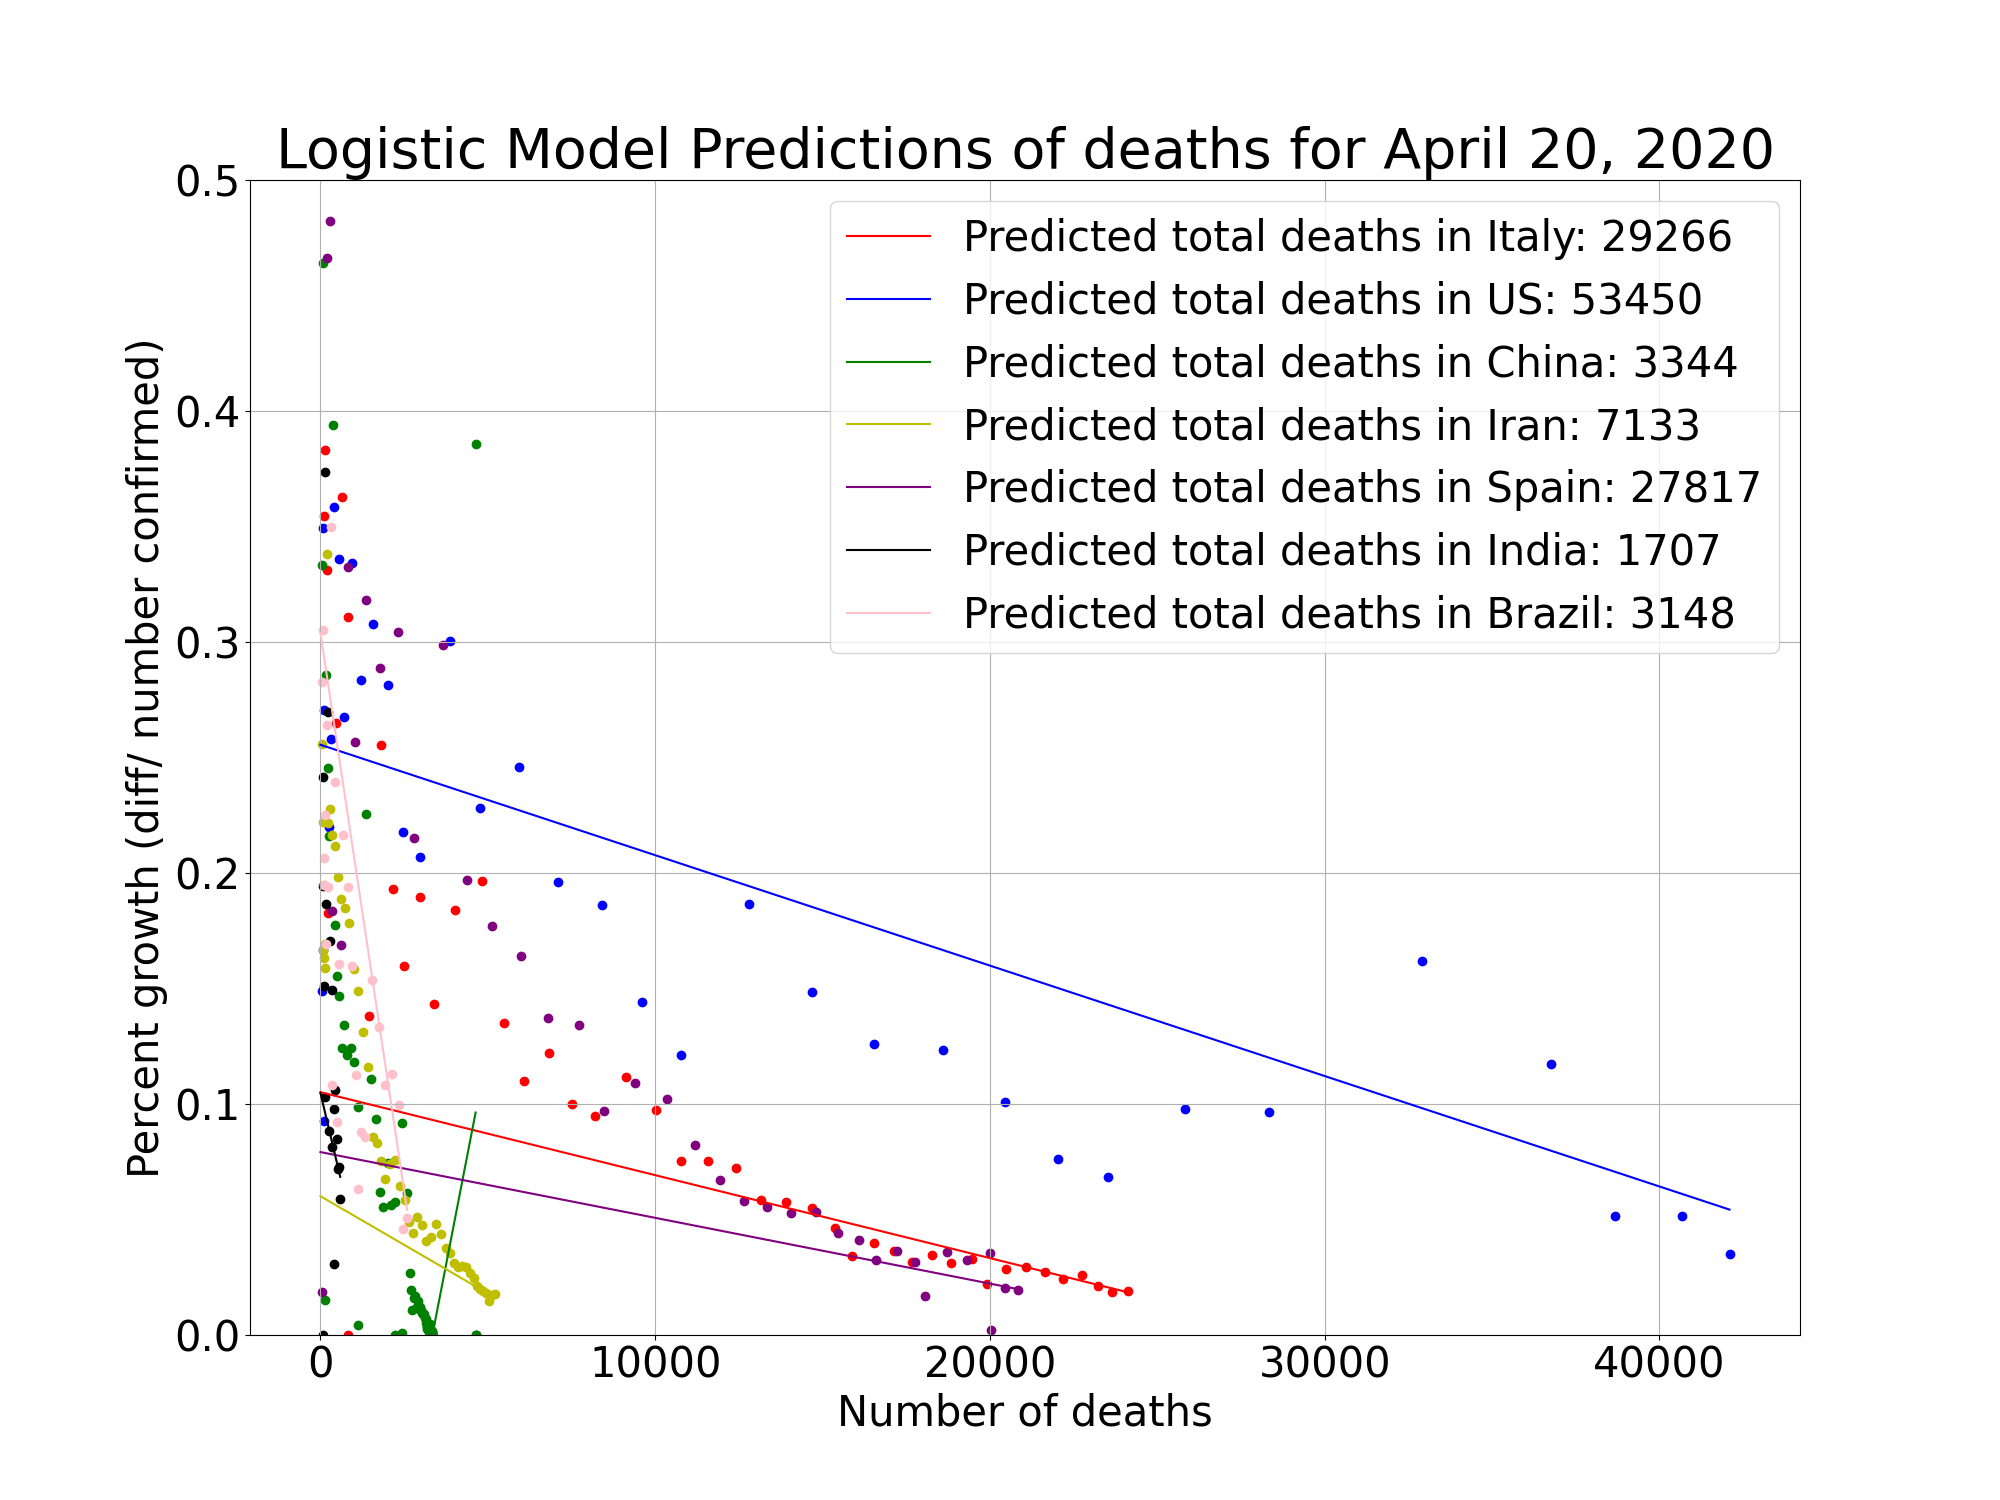 Logistic Model Predictions of deaths for April 20, 2020
0.5
0.4
0.3
0.2
0.1
0.0
Percent growth (diff/ number confirmed)
Predicted total deaths in Italy: 29266
Predicted total deaths in US: 53450
Predicted total deaths in China: 3344
Predicted total deaths in Iran: 7133
Predicted total deaths in Spain: 27817
Predicted total deaths in India: 1707
Predicted total deaths in Brazil: 3148
0 10000 20000 30000 40000
Number of deaths